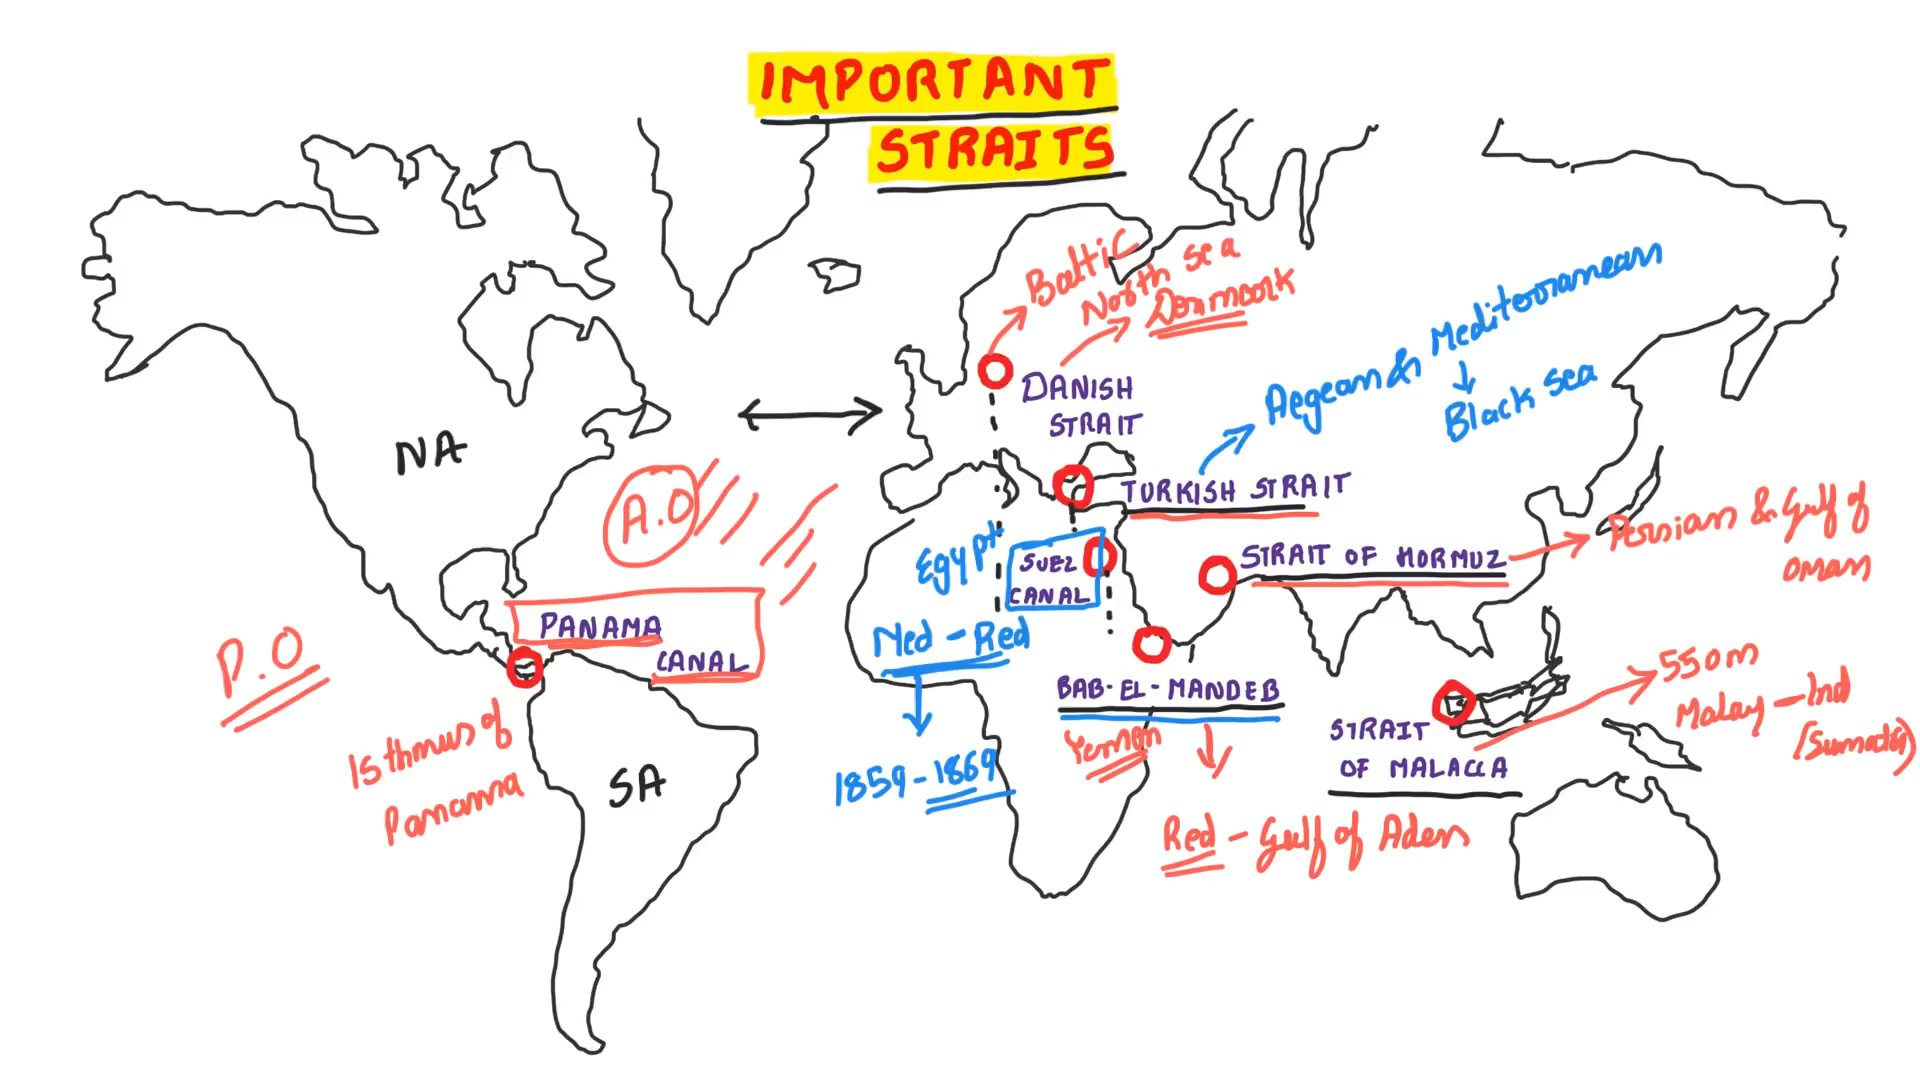 IMPORTANT
STRAITS
Baltic
North Sea
Denmark
DANISH
STRAIT
Aegean & Mediterranean
Black Sea
NA
A.O
TURKISH STRAIT
Egypt
SUEZ
CANAL
STRAIT OF HORMUZ
Persian & Gulf of
Oman
PANAMA
CANAL
P.O
Med - Red
Isthmus of
Panama
BAB-EL-MANDEB
Yemen
1859-1869
SA
STRAIT
OF MALACCA
550m
Malay - Ind
(Sumatra)
Red - Gulf of Aden